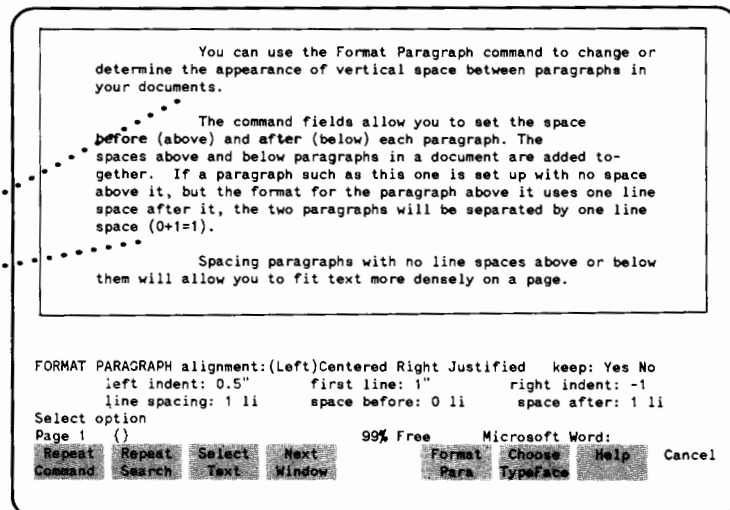 You can use the Format Paragraph command to change or
determine the appearance of vertical space between paragraphs in
your documents.
The command fields allow you to set the space
before (above) and after (below) each paragraph. The
spaces above and below paragraphs in a document are added to-
gether. If a paragraph such as this one is set up with no space
above it, but the format for the paragraph above it uses one line
space after it, the two paragraphs will be separated by one line
space (0+1=1).
Spacing paragraphs with no line spaces above or below
them will allow you to fit text more densely on a page.
FORMAT PARAGRAPH alignment:(Left)Centered Right Justified keep: Yes No
left indent: 0.5" first line: 1" right indent: -1
line spacing: 1 li space before: 0 li space after: 1 li
Select option
Page 1 {} 99% Free Microsoft Word:
Repeat Repeat Select Next Format Choose Help Cancel
Command Search Text Window Para TypeFace